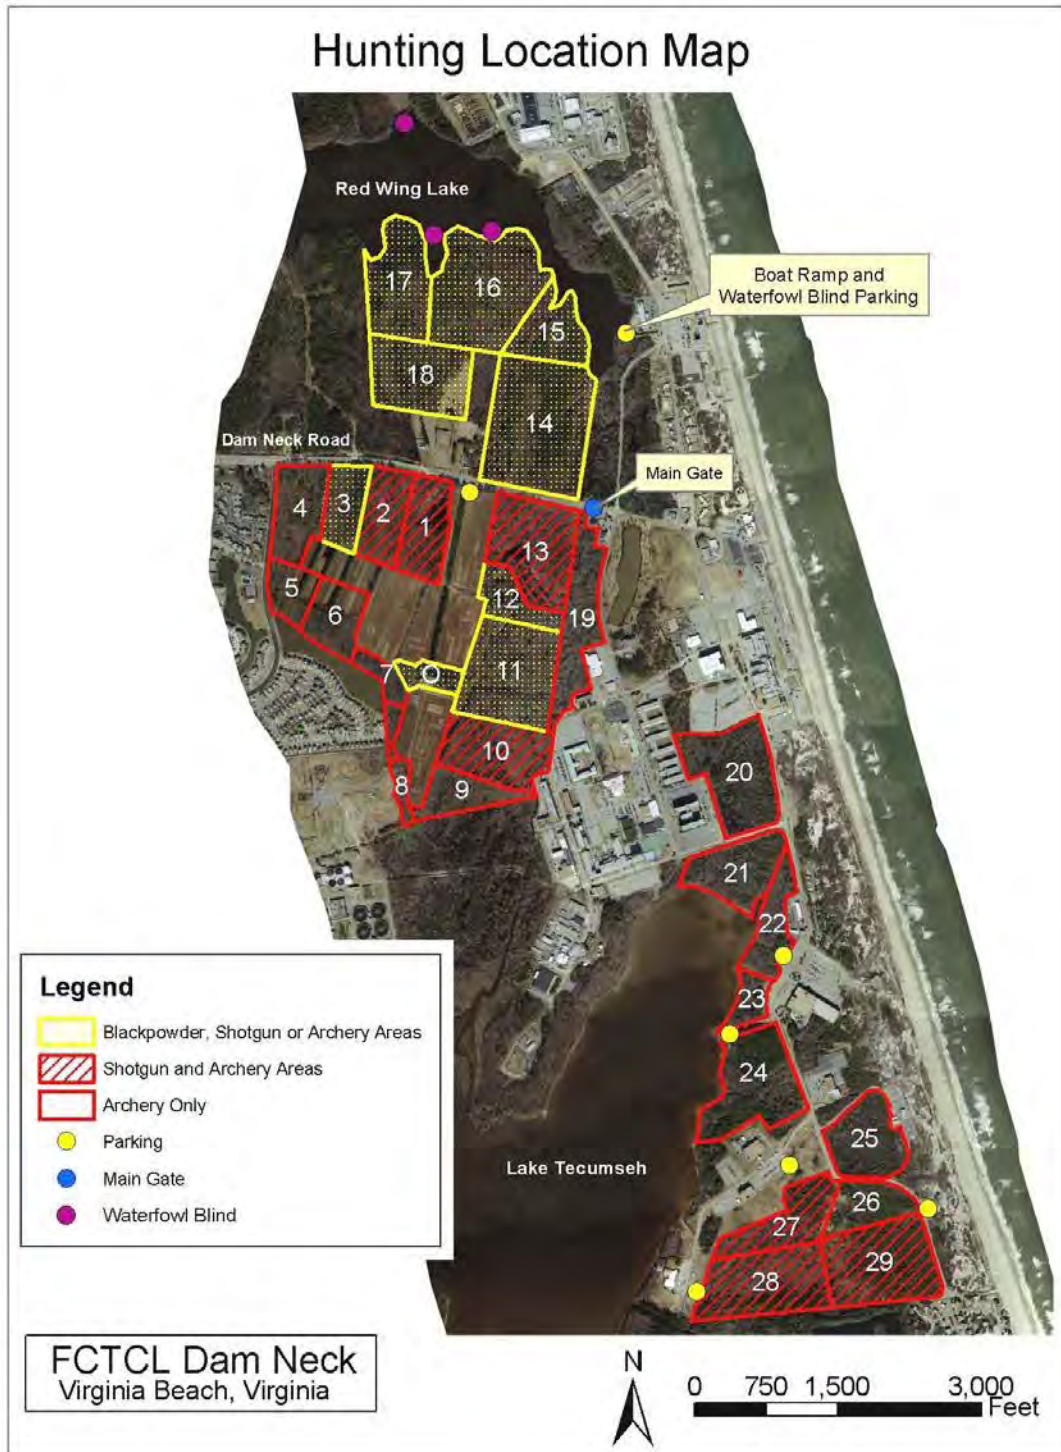 Hunting Location Map
Red Wing Lake
Boat Ramp and
Waterfowl Blind Parking
17
16
15
18
14
Dam Neck Road
Main Gate
4
3
2
1
13
5
6
12
19
7
O
11
10
8
9
20
21
22
23
24
25
Lake Tecumseh
26
27
28
29
Legend
Blackpowder, Shotgun or Archery Areas
Shotgun and Archery Areas
Archery Only
Parking
Main Gate
Waterfowl Blind
FCTCL Dam Neck
Virginia Beach, Virginia
N
0 750 1,500 3,000
Feet